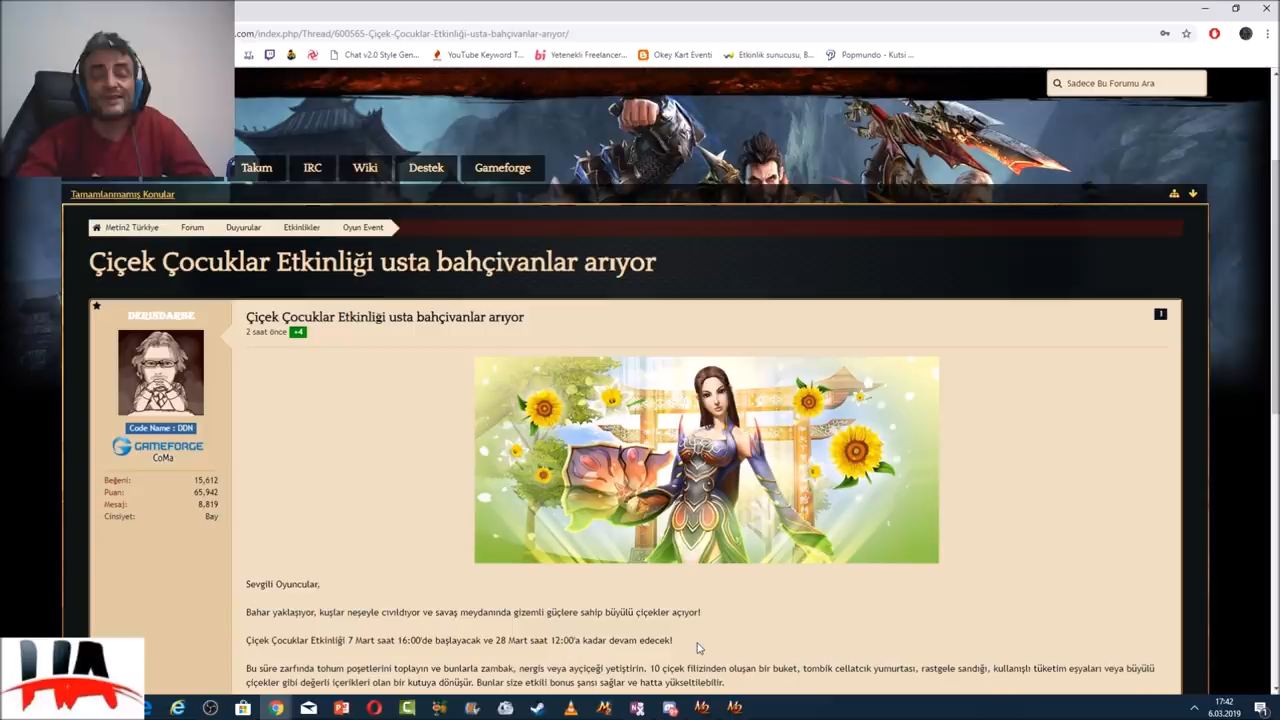 .com/index.php/Thread/600565-Çiçek-Çocuklar-Etkinliği-usta-bahçıvanlar-arıyor/
Chat v2.0 Style Gen...
YouTube Keyword T...
Yetenekli Freelancer...
Okey Kart Eventi
Etkinlik sunucusu, B...
Popmundo - Kutsi ...
Sadece Bu Forumu Ara
Takım
IRC
Wiki
Destek
Gameforge
Tamamlanmamış Konular
Metin2 Türkiye
Forum
Duyurular
Etkinlikler
Oyun Event
Çiçek Çocuklar Etkinliği usta bahçivanlar arıyor
DERINDARBE
Code Name : DDN
GAMEFORGE
CoMa
Beğeni: 15,612
Puan: 65,942
Mesaj: 8,819
Cinsiyet: Bay
Çiçek Çocuklar Etkinliği usta bahçivanlar arıyor
1
2 saat önce +4
Sevgili Oyuncular,
Bahar yaklaşıyor, kuşlar neşeyle cıvıldıyor ve savaş meydanında gizemli güçlere sahip büyülü çiçekler açıyor!
Çiçek Çocuklar Etkinliği 7 Mart saat 16:00'de başlayacak ve 28 Mart saat 12:00'a kadar devam edecek!
Bu süre zarfında tohum poşetlerini toplayın ve bunlarla zambak, nergis veya ayçiçeği yetiştirin. 10 çiçek filizinden oluşan bir buket, tombik cellatcık yumurtası, rastgele sandığı, kullanışlı tüketim eşyaları veya büyülü
çiçekler gibi değerli içerikleri olan bir kutuya dönüşür. Bunlar size etkili bonus şansı sağlar ve hatta yükseltilebilir.
17:42
6.03.2019